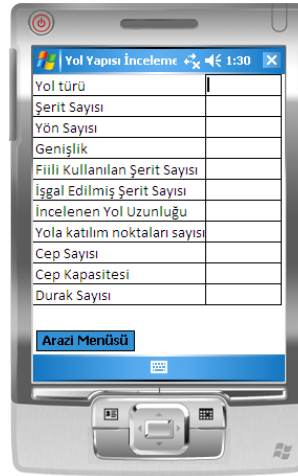 Yol Yapısı İnceleme 1:30
Yol türü
Şerit Sayısı
Yön Sayısı
Genişlik
Fiili Kullanılan Şerit Sayısı
İşgal Edilmiş Şerit Sayısı
İncelenen Yol Uzunluğu
Yola katılım noktaları sayısı
Cep Sayısı
Cep Kapasitesi
Durak Sayısı
Arazi Menüsü